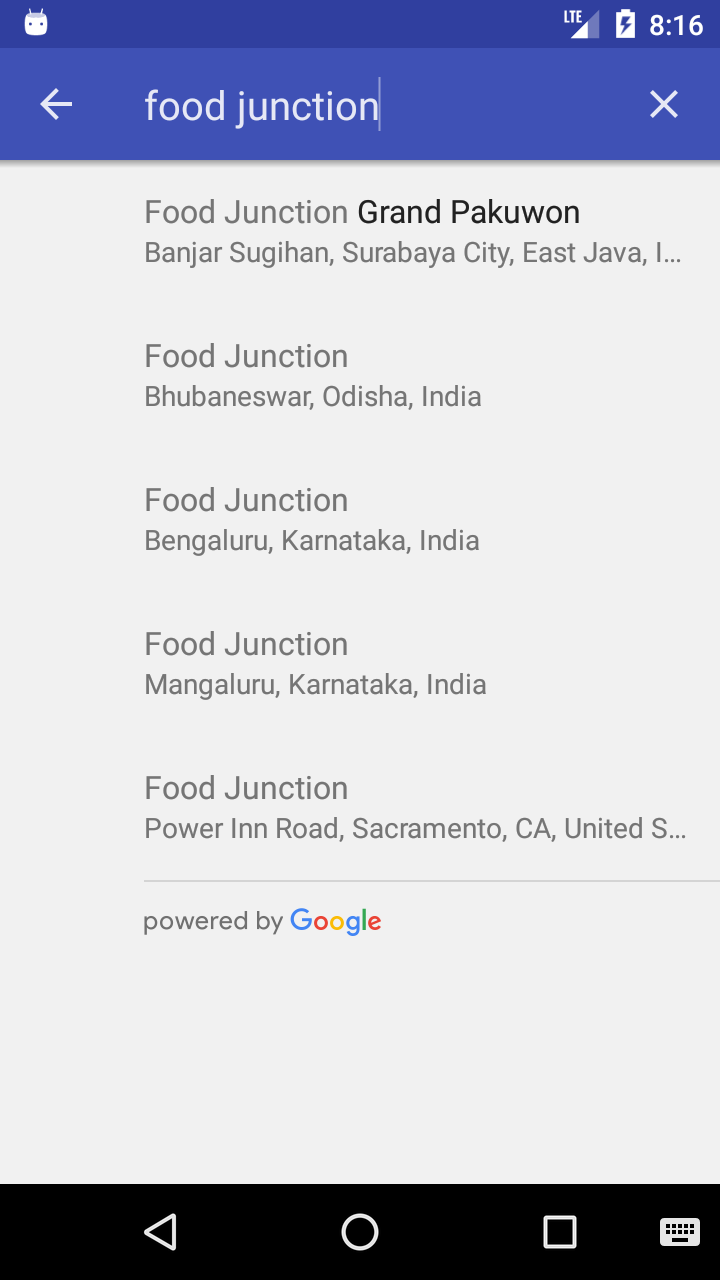 LTE 8:16
food junction
Food Junction Grand Pakuwon
Banjar Sugihan, Surabaya City, East Java, I...
Food Junction
Bhubaneswar, Odisha, India
Food Junction
Bengaluru, Karnataka, India
Food Junction
Mangaluru, Karnataka, India
Food Junction
Power Inn Road, Sacramento, CA, United S...
powered by Google